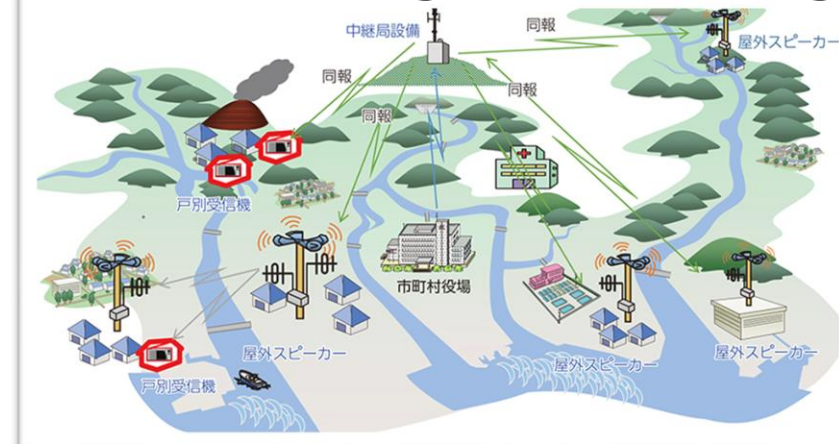 中継局設備
同報
屋外スピーカー
同報
同報
同報
戸別受信機
市町村役場
屋外スピーカー
屋外スピーカー
屋外スピーカー
戸別受信機